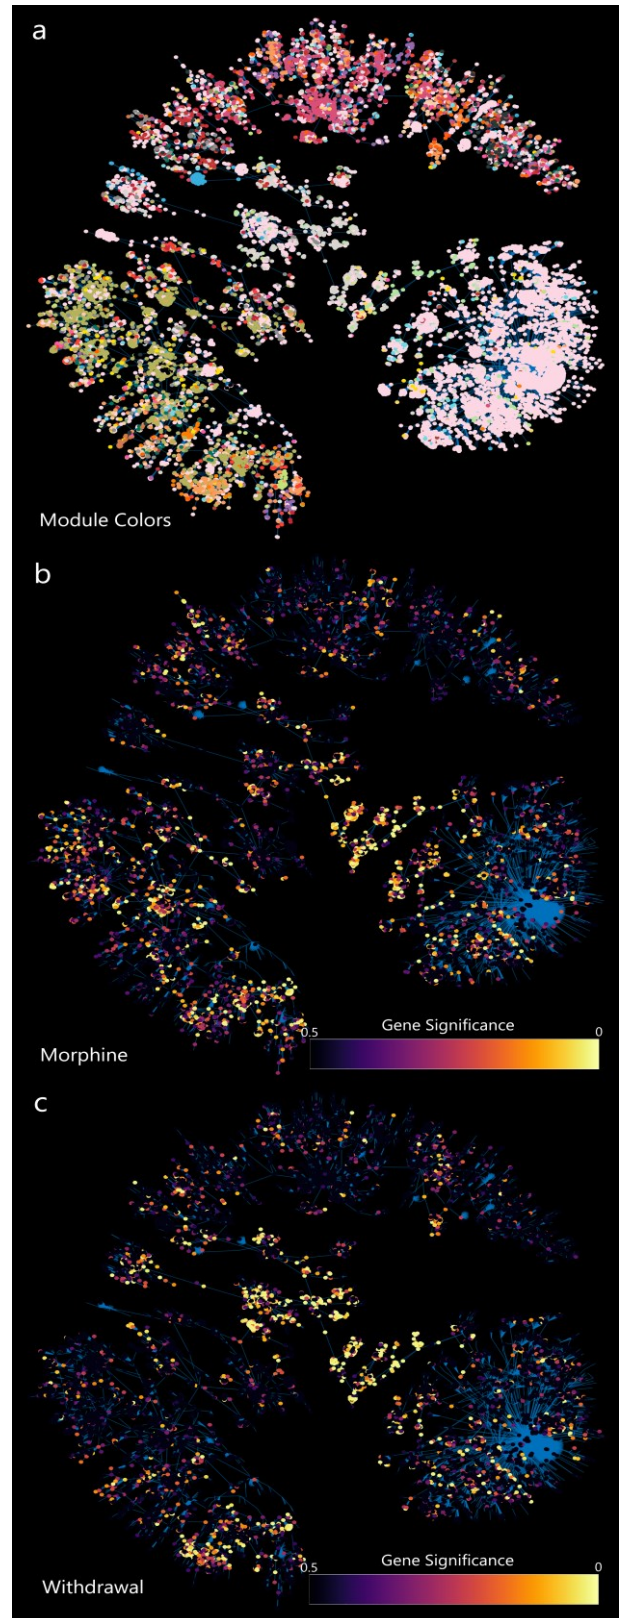 a
Module Colors
b
Gene Significance
0.5 0
Morphine
c
Gene Significance
0.5 0
Withdrawal